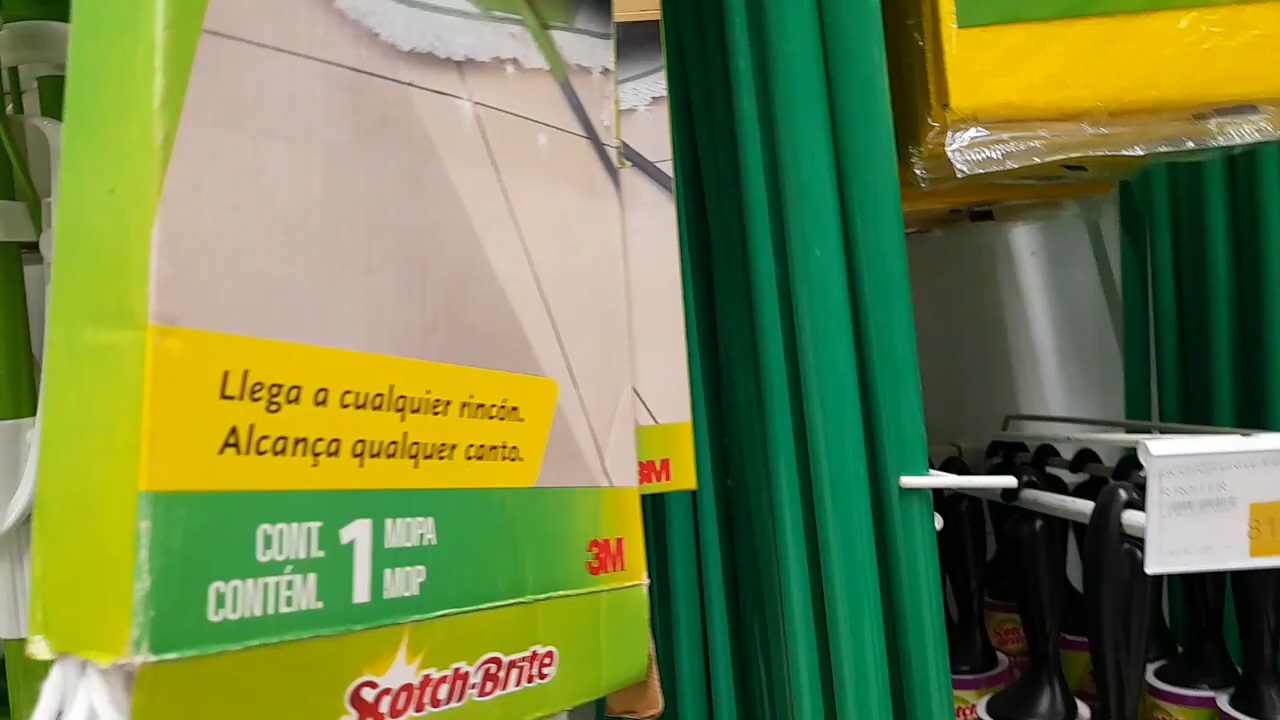 Llega a cualquier rincón.
Alcança qualquer canto.
CONT. 1 MOPA
CONTÉM. MOP
3M
Scotch-Brite
3M